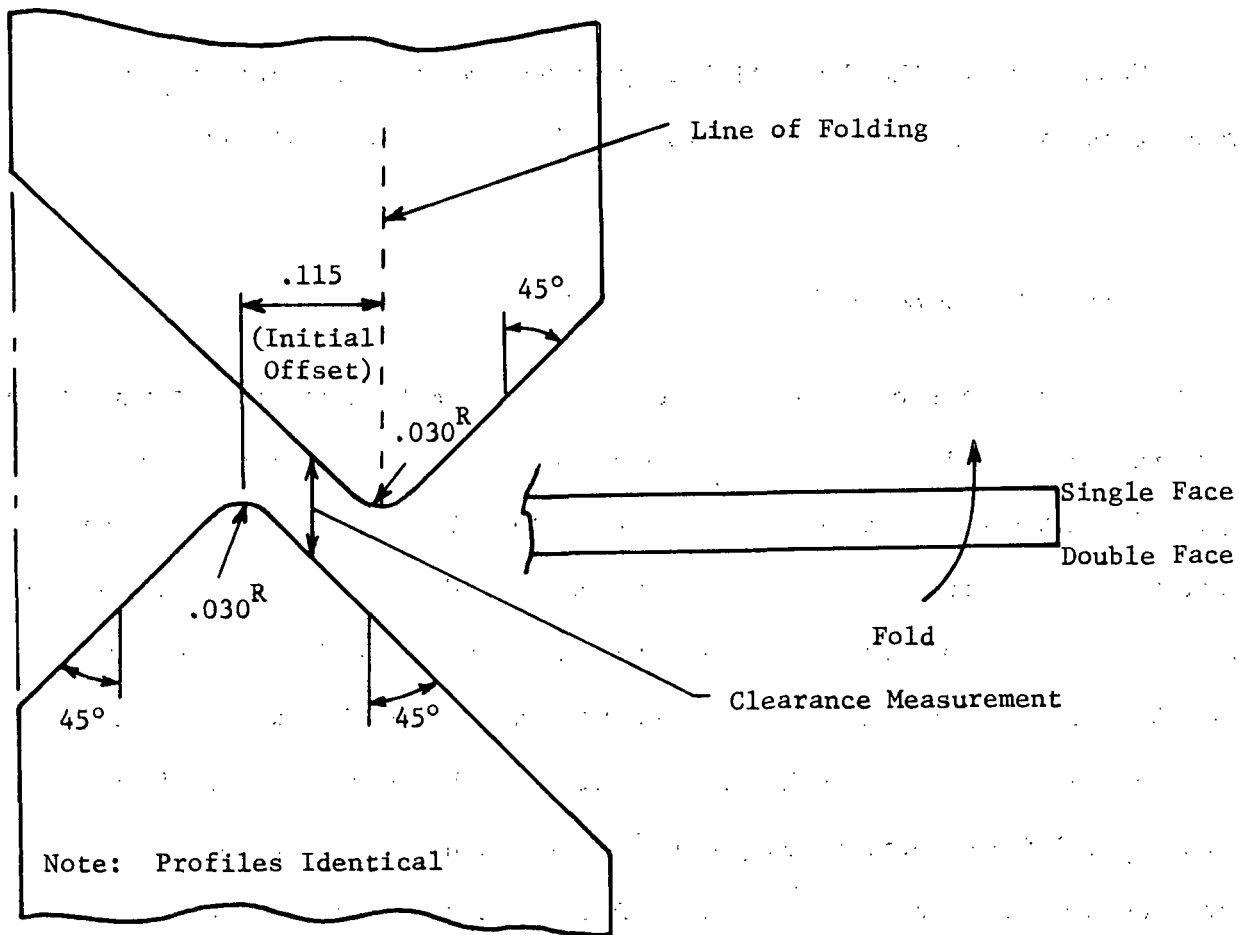 Line of Folding
.115
(Initial
Offset)
45°
.030R
Single Face
Double Face
.030R
Fold
45°
45°
Clearance Measurement
Note: Profiles Identical